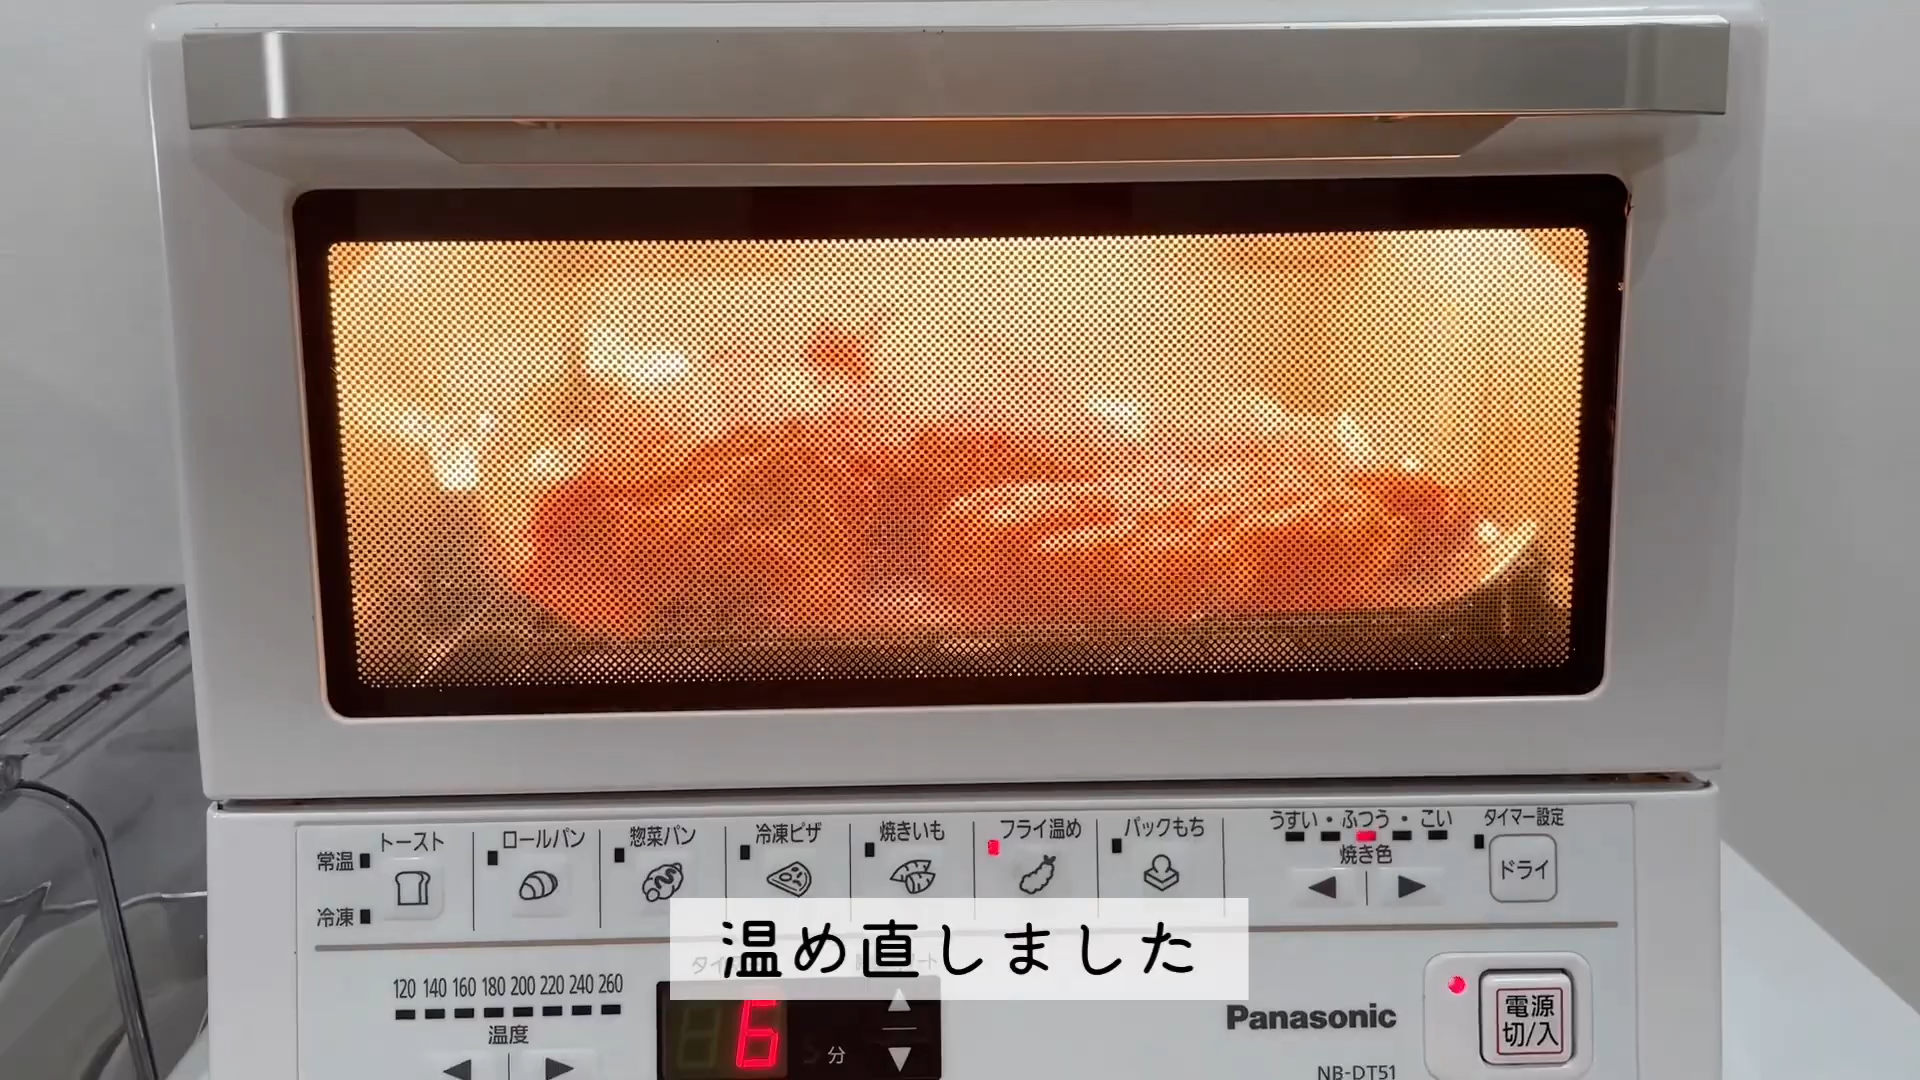 トースト
ロールパン
惣菜パン
冷凍ピザ
焼きいも
フライ温め
パックもち
うすい・ふつう・こい
タイマー設定
常温
焼き色
ドライ
冷凍
温め直しました
120 140 160 180 200 220 240 260
温度
6
分
Panasonic
電源
切/入
NB-DT51